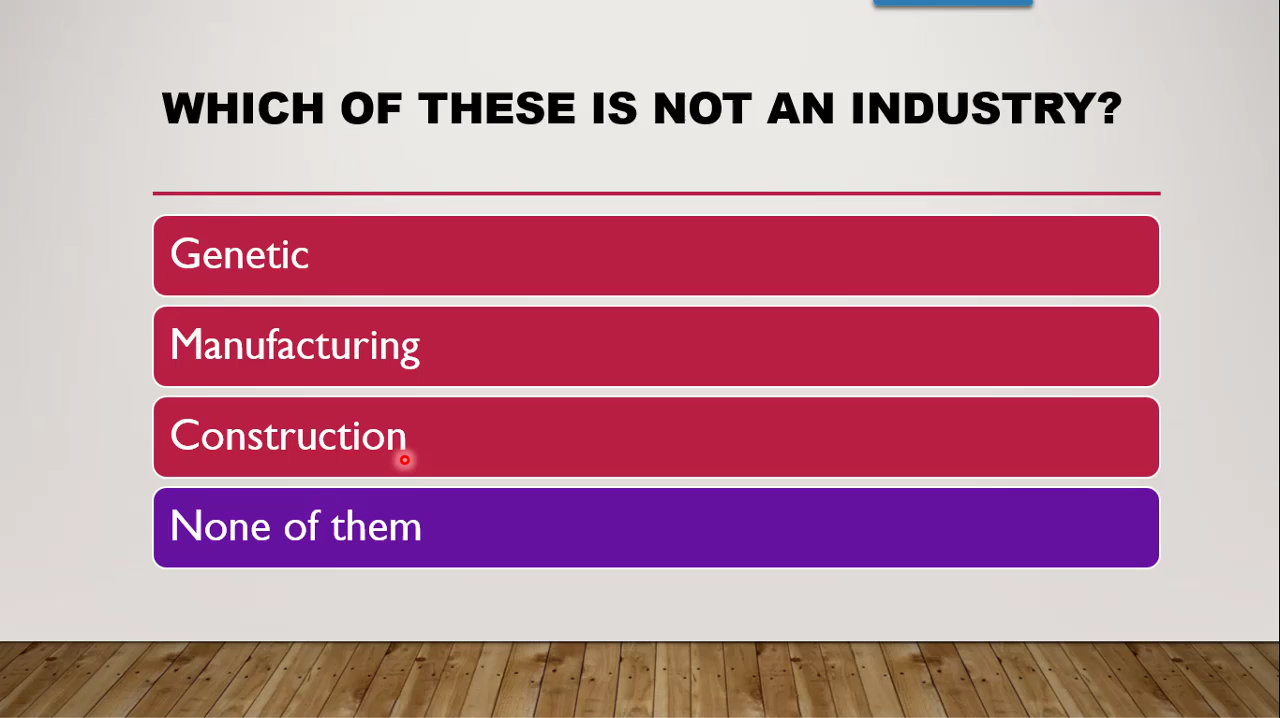 WHICH OF THESE IS NOT AN INDUSTRY?
Genetic
Manufacturing
Construction
None of them